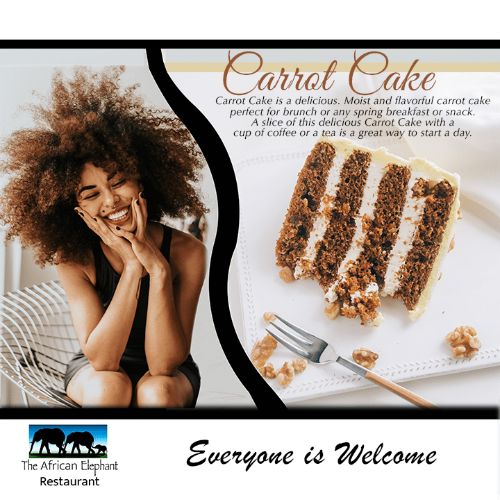 Carrot Cake
Carrot Cake is a delicious. Moist and flavorful carrot cake
perfect for brunch or any spring breakfast or snack.
A slice of this delicious Carrot Cake with a
cup of coffee or a tea is a great way to start a day.
The African Elephant
Restaurant
Everyone is Welcome